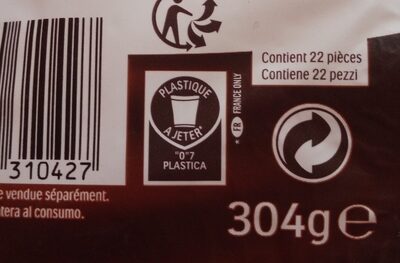 Contient 22 pièces
Contiene 22 pezzi
PLASTIQUE
À JETER*
"O"7
PLASTICA
* FR FRANCE ONLY
310427
e vendue séparément.
tera al consumo.
304g e